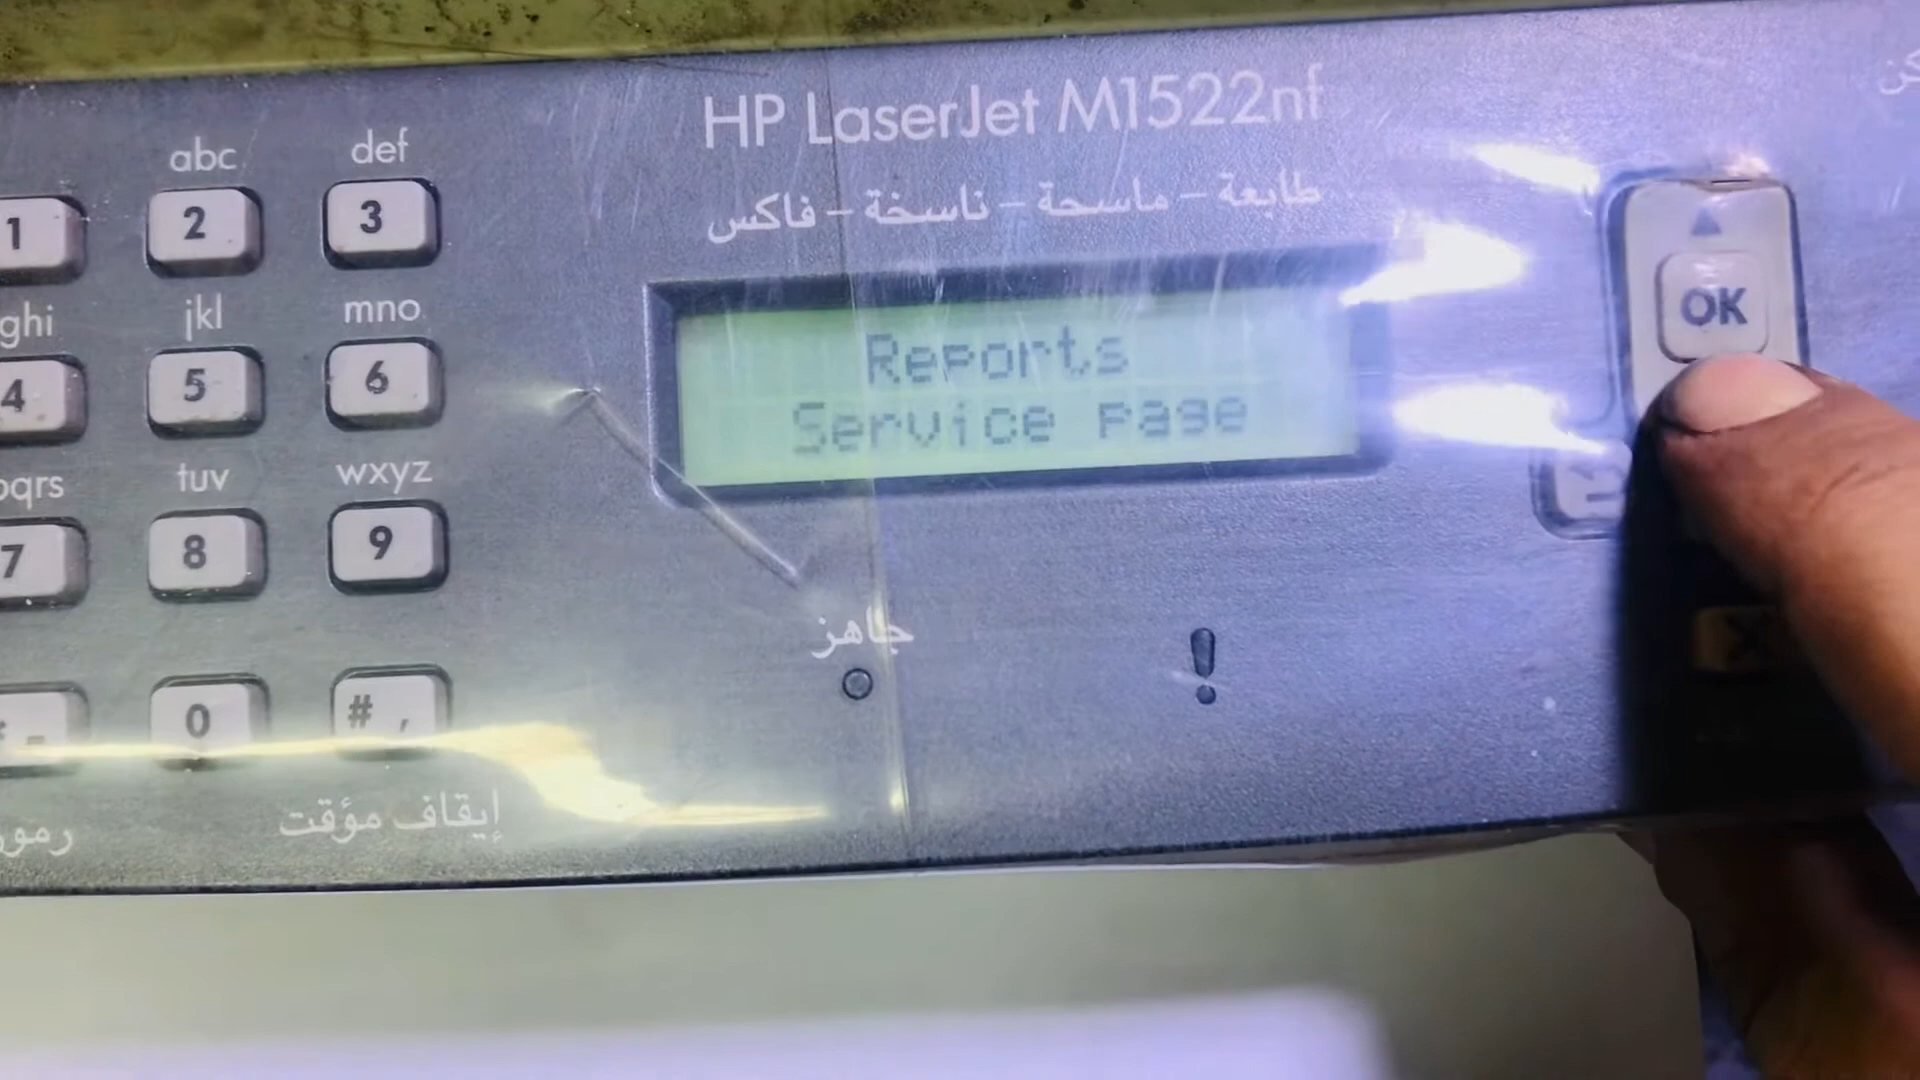 HP LaserJet M1522nf
طابعة - ماسحة - ناسخة - فاكس
Reports
Service page
OK
abc
def
1
2
3
ghi
jkl
mno
4
5
6
pqrs
tuv
wxyz
7
8
9
جاهز
!
0
# ,
إيقاف مؤقت